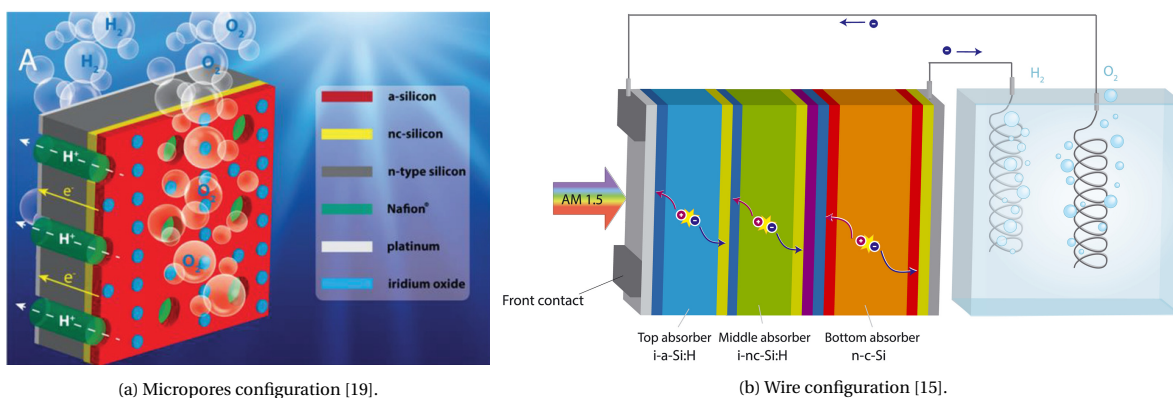 A
H2
O2
H2
O2
O2
O2
H+
e-
H+
e-
H+
a-silicon
nc-silicon
n-type silicon
Nafion®
platinum
iridium oxide
(a) Micropores configuration [19].
H2
O2
AM 1.5
Front contact
Top absorber
i-a-Si:H
Middle absorber
i-nc-Si:H
Bottom absorber
n-c-Si
(b) Wire configuration [15].